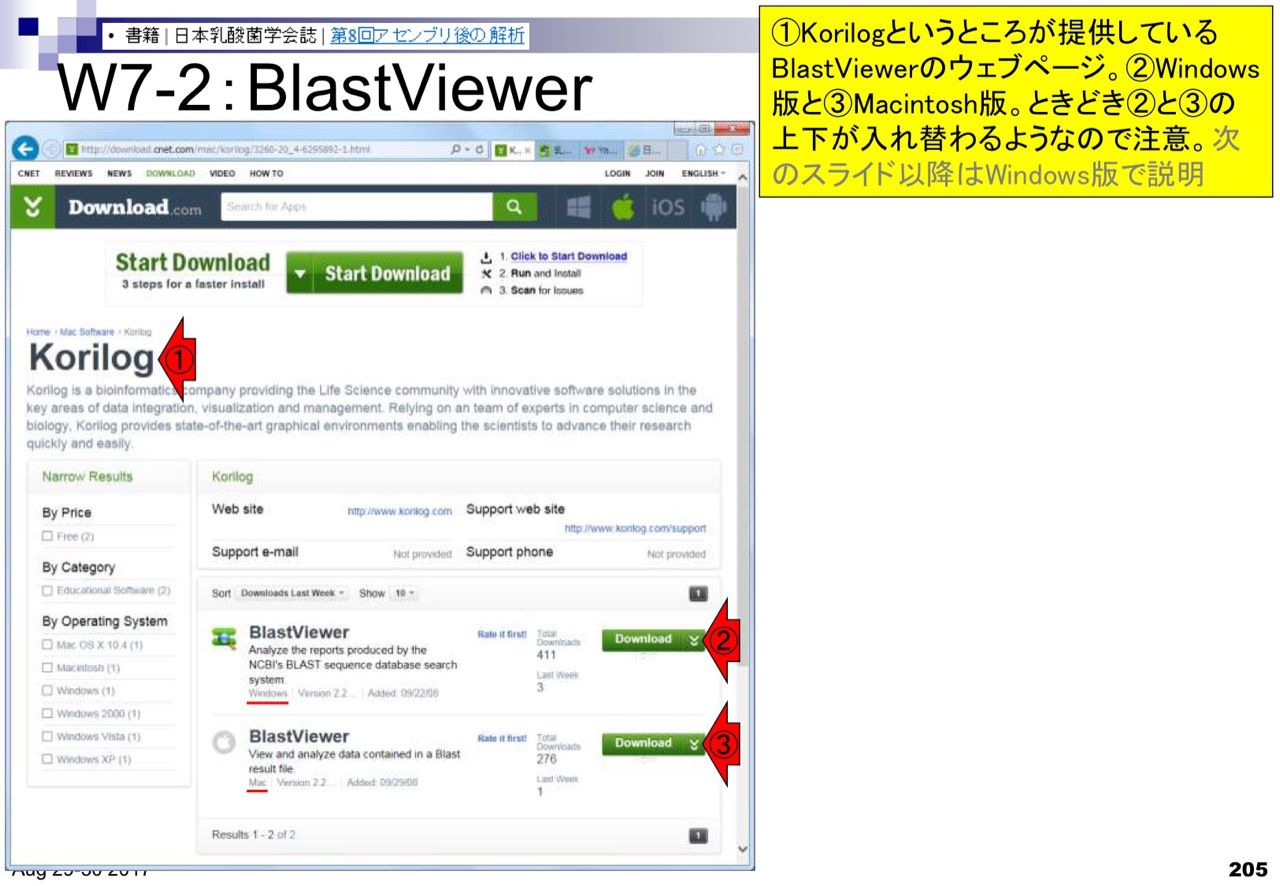 • 書籍 | 日本乳酸菌学会誌 | 第8回アセンブリ後の解析
W7-2：BlastViewer
①Korilogというところが提供している
BlastViewerのウェブページ。②Windows
版と③Macintosh版。ときどき②と③の
上下が入れ替わるようなので注意。次
のスライド以降はWindows版で説明
http://download.cnet.com/mac/korilog/3260-20_4-6295892-1.html
CNET REVIEWS NEWS DOWNLOAD VIDEO HOW TO LOGIN JOIN ENGLISH
Download.com Search for Apps iOS
Start Download
3 steps for a faster install
Start Download
1. Click to Start Download
2. Run and Install
3. Scan for Issues
Home › Mac Software › Korilog
Korilog ①
Korilog is a bioinformatics company providing the Life Science community with innovative software solutions in the
key areas of data integration, visualization and management. Relying on an team of experts in computer science and
biology, Korilog provides state-of-the-art graphical environments enabling the scientists to advance their research
quickly and easily.
Narrow Results
By Price
Free (2)
By Category
Educational Software (2)
By Operating System
Mac OS X 10.4 (1)
Macintosh (1)
Windows (1)
Windows 2000 (1)
Windows Vista (1)
Windows XP (1)
Korilog
Web site http://www.korilog.com Support web site
http://www.korilog.com/support
Support e-mail Not provided Support phone Not provided
Sort Downloads Last Week Show 10 1
BlastViewer
Analyze the reports produced by the
NCBI's BLAST sequence database search
system.
Windows | Version 2.2... | Added: 09/22/08
Rate it first!
Total
Downloads
411
Last Week
3
Download ②
BlastViewer
View and analyze data contained in a Blast
result file.
Mac | Version 2.2... | Added: 09/29/08
Rate it first!
Total
Downloads
276
Last Week
1
Download ③
Results 1 - 2 of 2 1
Aug 29-30 2017
205